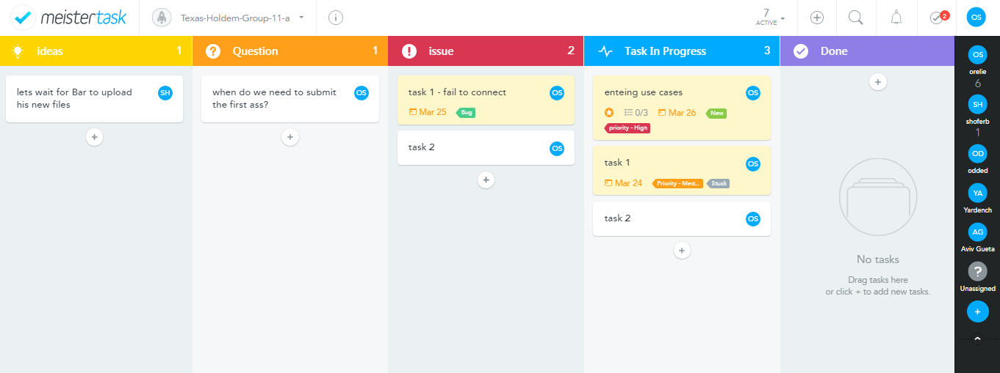 meistertask
Texas-Holdem-Group-11-a
i
7
ACTIVE
2
OS
ideas 1
Question 1
issue 2
Task In Progress 3
Done
lets wait for Bar to upload
his new files
SH
when do we need to submit
the first ass?
OS
task 1 - fail to connect
OS
Mar 25
Bug
task 2
OS
enteing use cases
OS
0/3
Mar 26
New
priority - High
task 1
OS
Mar 24
Priority - Med...
Stuck
task 2
OS
No tasks
Drag tasks here
or click + to add new tasks.
OS
orelie
6
SH
shoferb
1
OD
odded
YA
Yardench
AG
Aviv Gueta
?
Unassigned